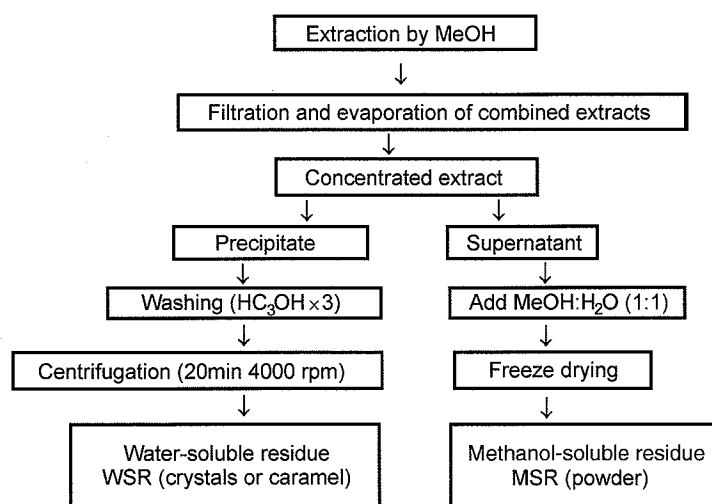 Extraction by MeOH
Filtration and evaporation of combined extracts
Concentrated extract
Precipitate
Supernatant
Washing (HC₃OH ×3)
Add MeOH:H₂O (1:1)
Centrifugation (20min 4000 rpm)
Freeze drying
Water-soluble residue
WSR (crystals or caramel)
Methanol-soluble residue
MSR (powder)